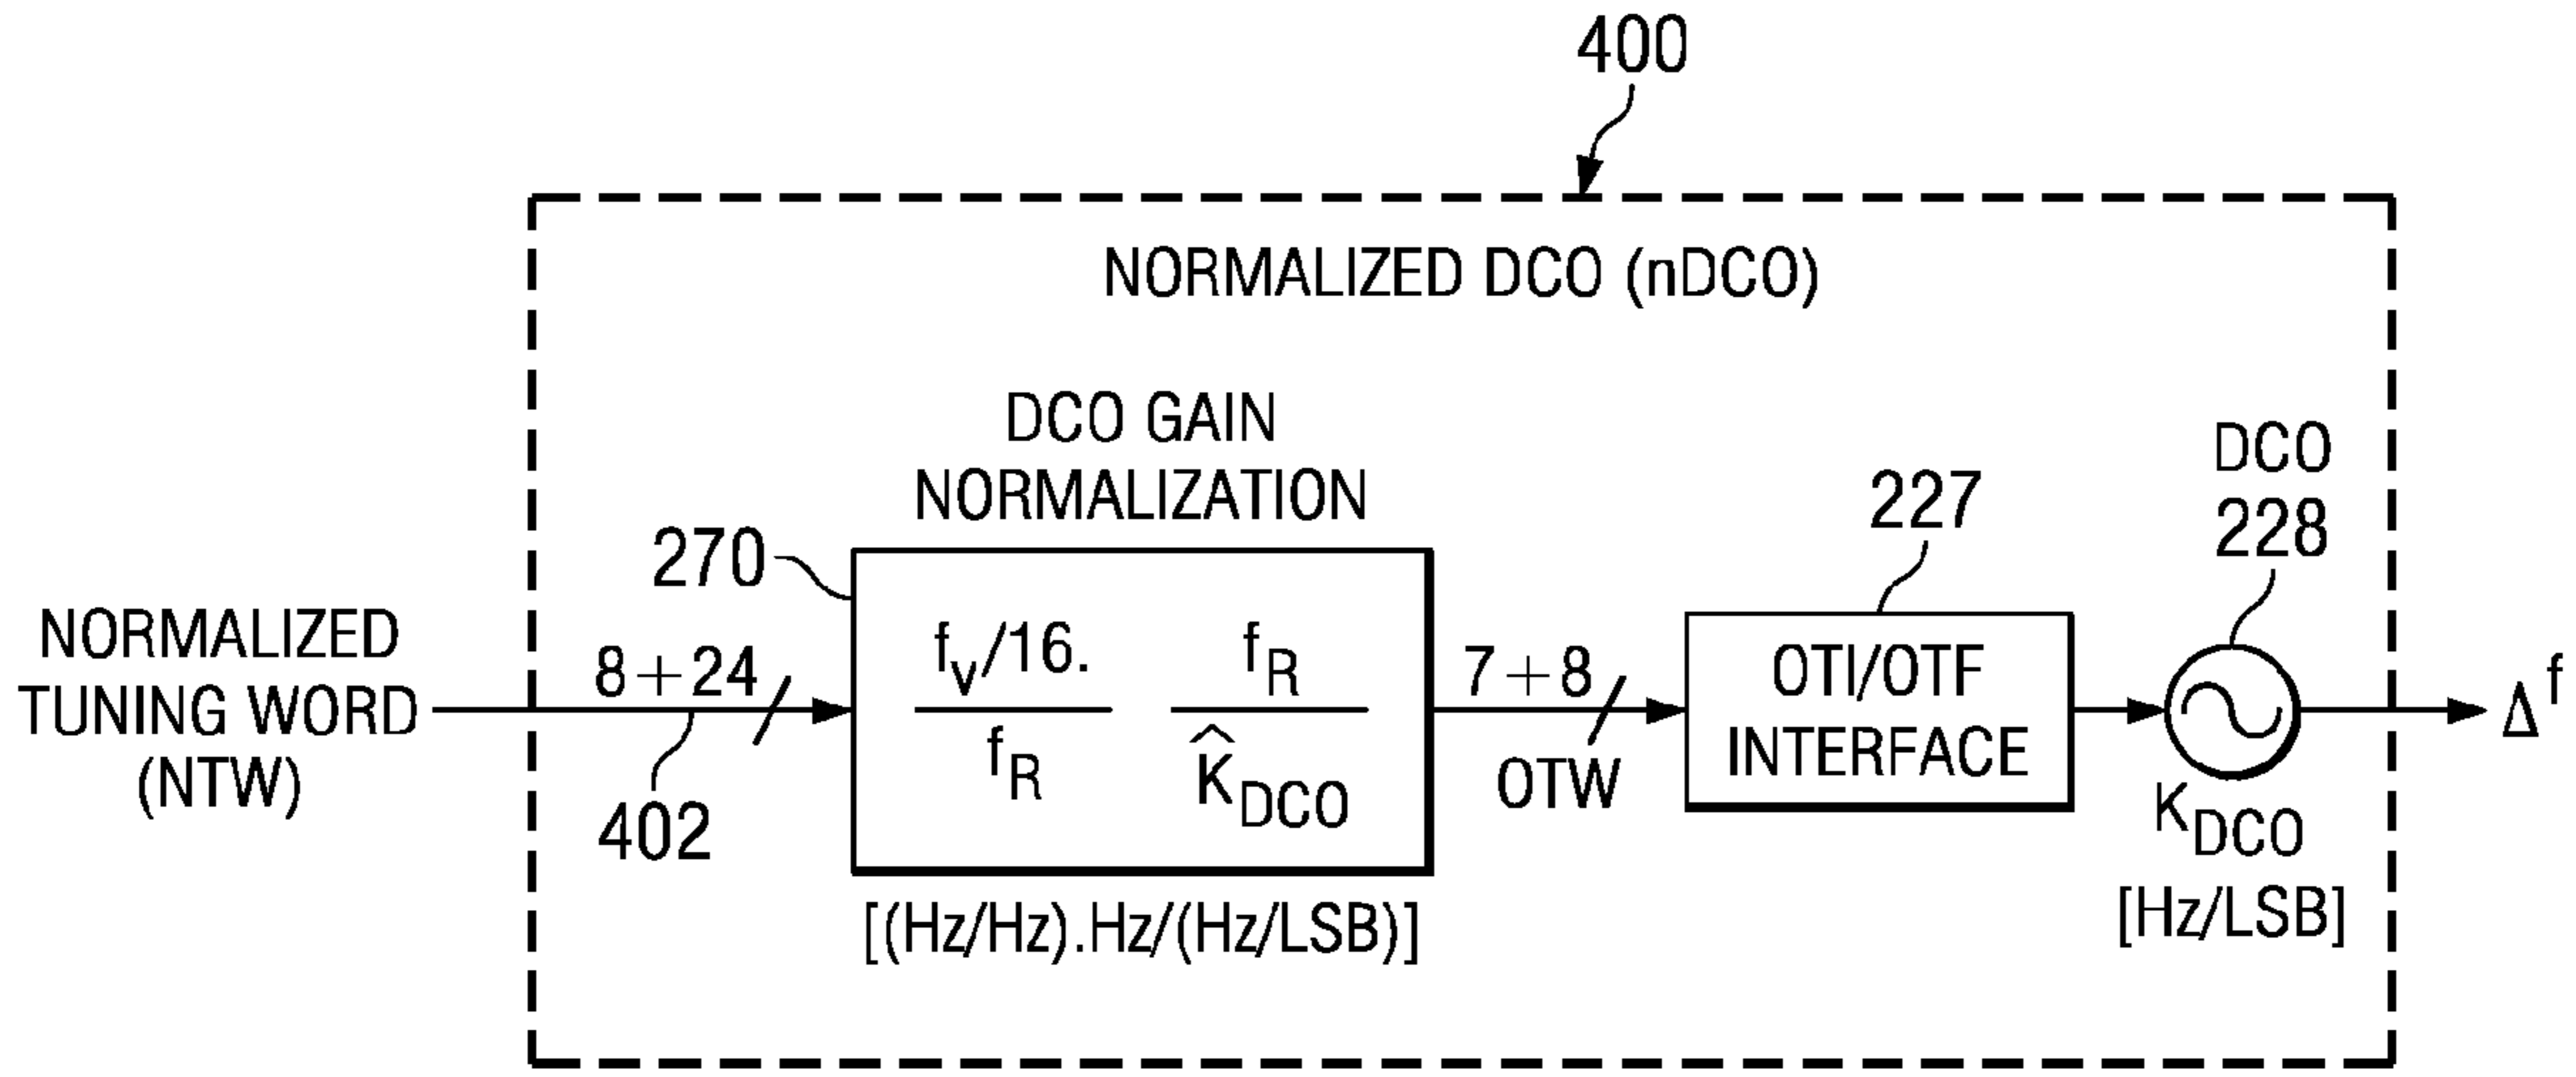 400
NORMALIZED DCO (nDCO)
DCO GAIN
NORMALIZATION
270
NORMALIZED
TUNING WORD
(NTW)
8+24
402
f_V/16. f_R
f_R K̂_DCO
[(Hz/Hz).Hz/(Hz/LSB)]
7+8
OTW
227
OTI/OTF
INTERFACE
DCO
228
K_DCO
[Hz/LSB]
Δf